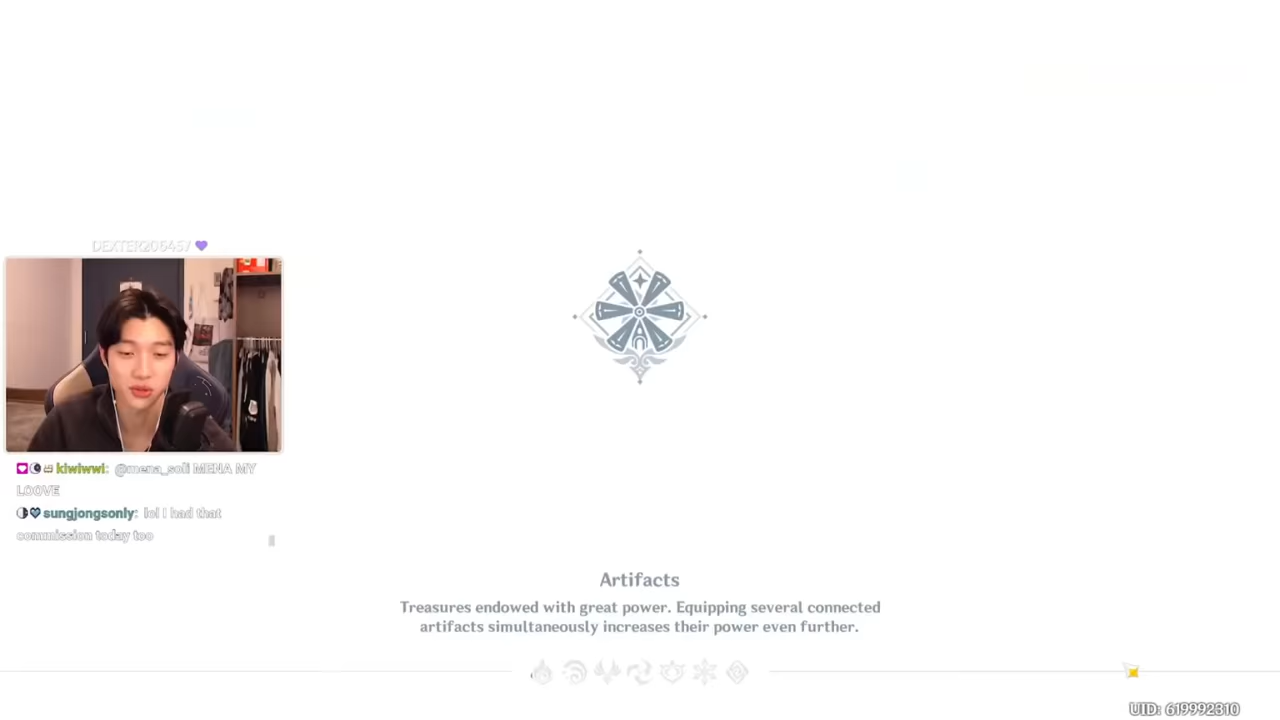 DEXTER206457
kiwiwwi: @mena_soli MENA MY
LOOVE
sungjongsonly: lol I had that
commission today too
Artifacts
Treasures endowed with great power. Equipping several connected
artifacts simultaneously increases their power even further.
UID: 619992310